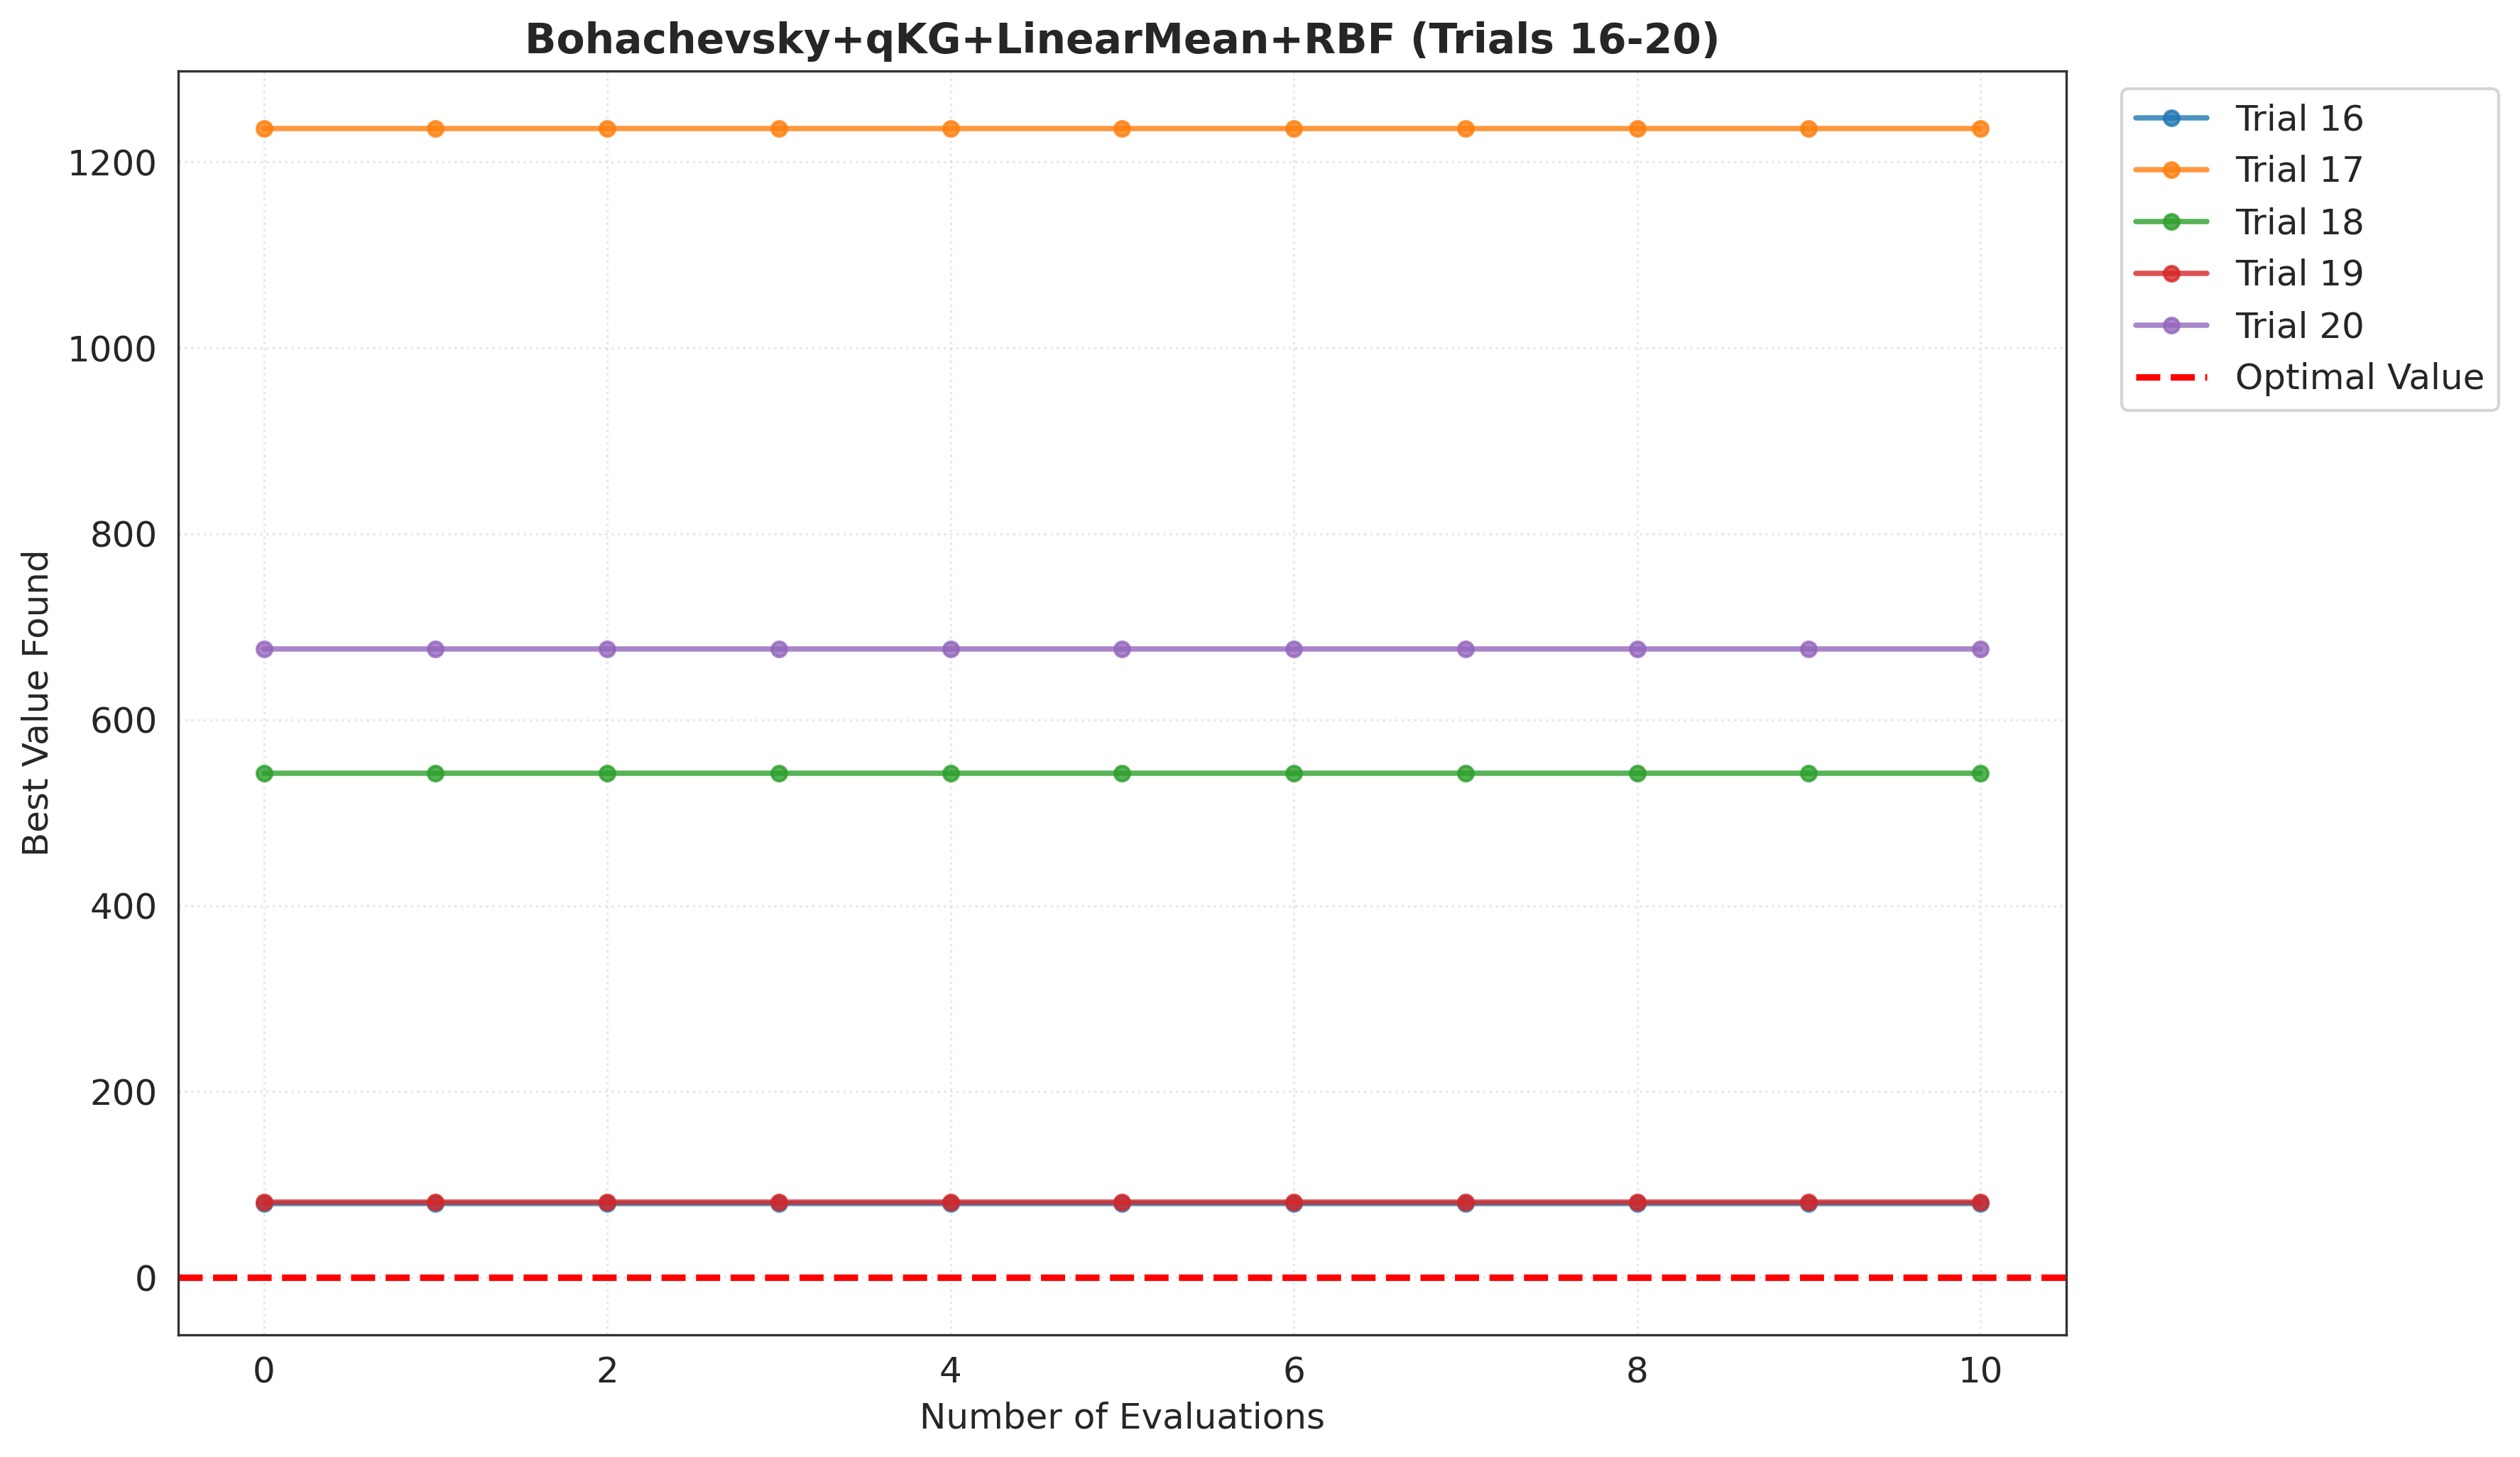 Bohachevsky+qKG+LinearMean+RBF (Trials 16-20)
Trial 16
Trial 17
Trial 18
Trial 19
Trial 20
Optimal Value
Best Value Found
1200
1000
800
600
400
200
0
0 2 4 6 8 10
Number of Evaluations